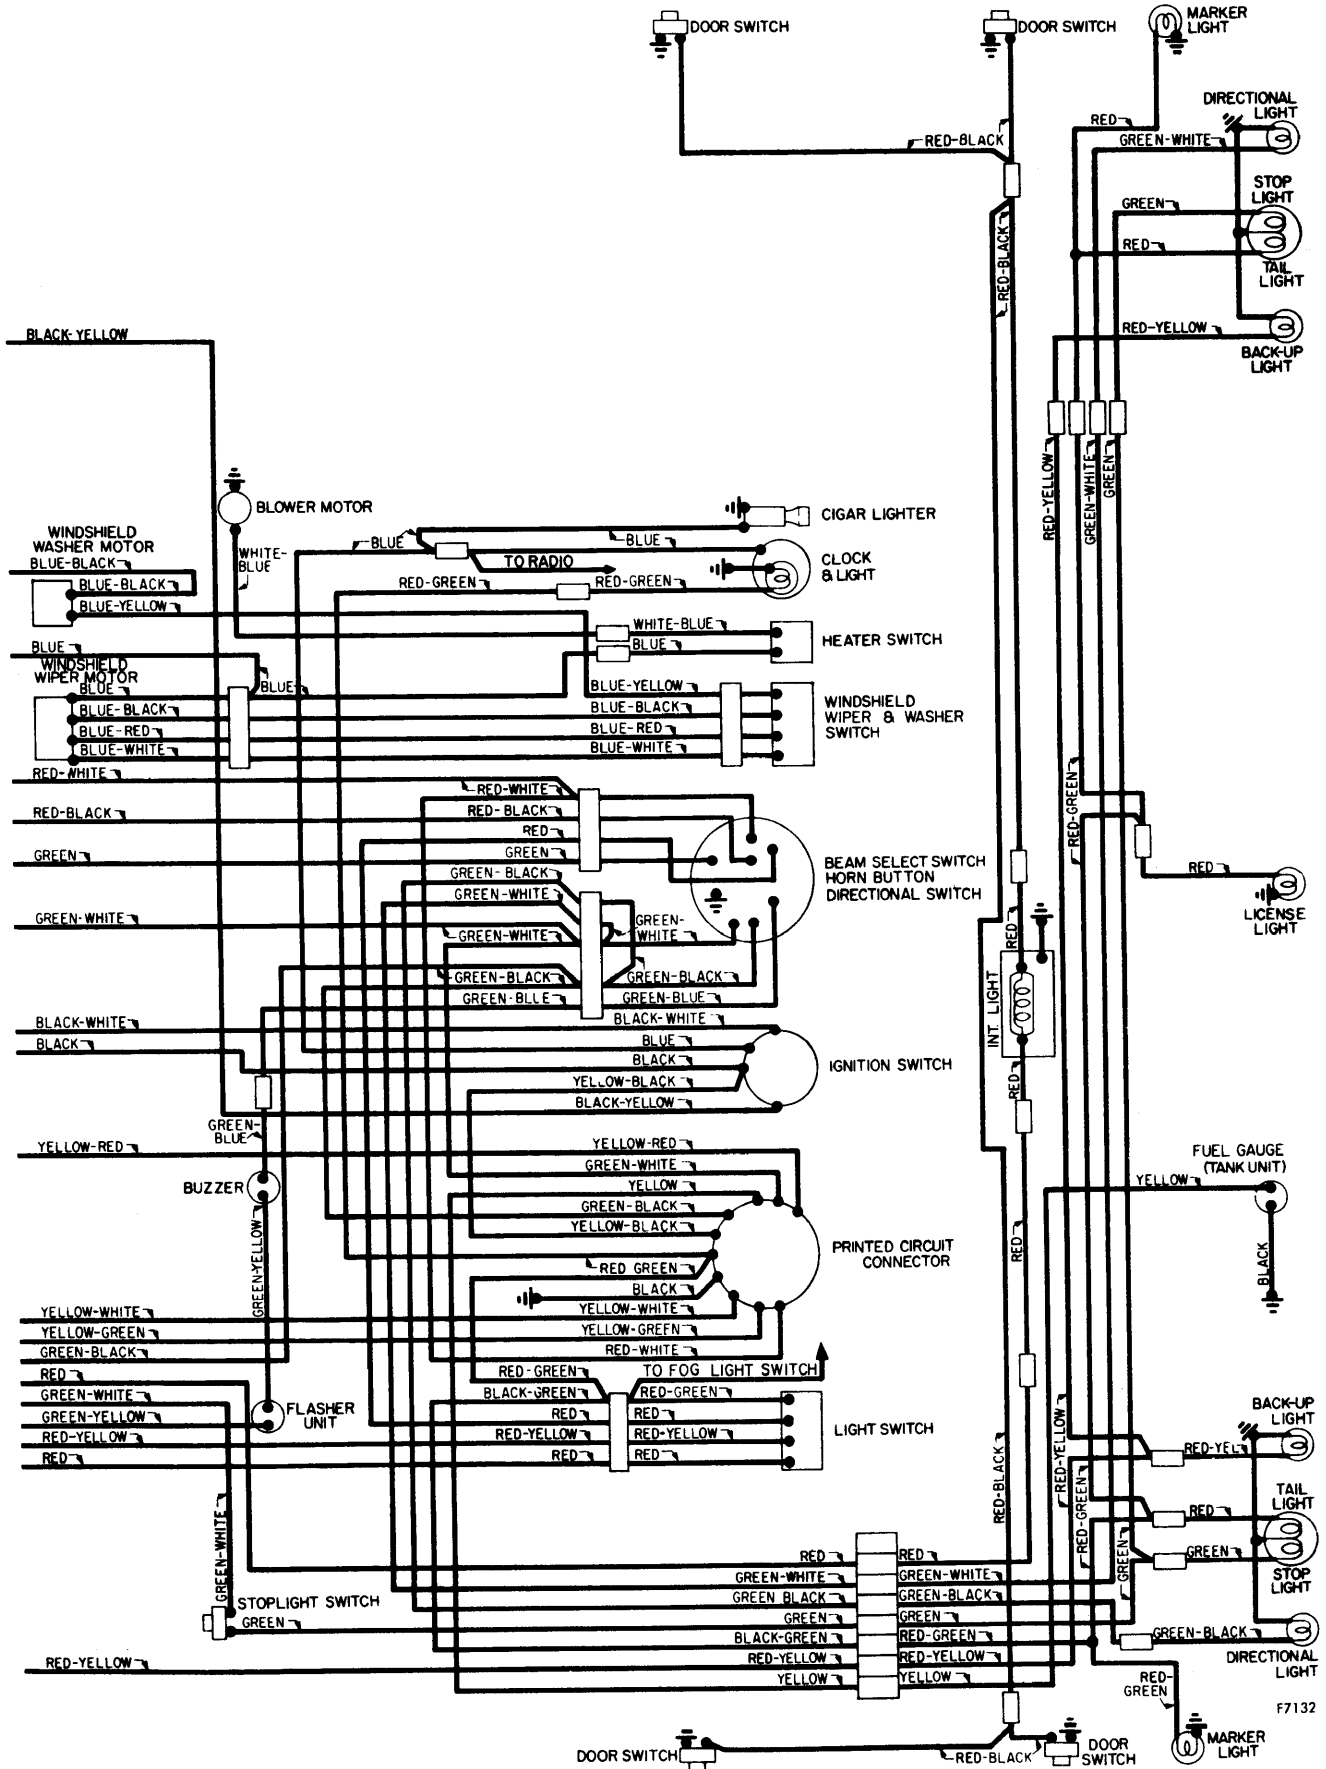 DOOR SWITCH
DOOR SWITCH
MARKER
LIGHT
DIRECTIONAL
LIGHT
RED
GREEN-WHITE
RED-BLACK
STOP
LIGHT
GREEN
RED
TAIL
LIGHT
RED-BLACK
RED-YELLOW
BACK-UP
LIGHT
BLACK-YELLOW
RED-YELLOW
GREEN-WHITE
GREEN
BLOWER MOTOR
CIGAR LIGHTER
WINDSHIELD
WASHER MOTOR
BLUE-BLACK
WHITE-
BLUE
BLUE
BLUE
TO RADIO
CLOCK
& LIGHT
BLUE-BLACK
RED-GREEN
RED-GREEN
BLUE-YELLOW
WHITE-BLUE
BLUE
HEATER SWITCH
BLUE
WINDSHIELD
WIPER MOTOR
BLUE
BLUE
BLUE-YELLOW
BLUE-BLACK
BLUE-BLACK
BLUE-RED
BLUE-RED
BLUE-WHITE
BLUE-WHITE
WINDSHIELD
WIPER & WASHER
SWITCH
RED-WHITE
RED-WHITE
RED-BLACK
RED-BLACK
RED
GREEN
GREEN
RED-GREEN
BEAM SELECT SWITCH
HORN BUTTON
DIRECTIONAL SWITCH
GREEN-BLACK
GREEN-WHITE
RED
LICENSE
LIGHT
GREEN-WHITE
GREEN-WHITE
GREEN-
WHITE
RED
GREEN-BLACK
GREEN-BLACK
GREEN-BLUE
GREEN-BLUE
INT. LIGHT
BLACK-WHITE
BLACK-WHITE
BLACK
BLUE
BLACK
YELLOW-BLACK
BLACK-YELLOW
IGNITION SWITCH
RED
GREEN-
BLUE
YELLOW-RED
YELLOW-RED
GREEN-WHITE
YELLOW
GREEN-BLACK
YELLOW-BLACK
BUZZER
FUEL GAUGE
(TANK UNIT)
YELLOW
GREEN-YELLOW
RED
BLACK
PRINTED CIRCUIT
CONNECTOR
RED GREEN
BLACK
YELLOW-WHITE
YELLOW-WHITE
YELLOW-GREEN
YELLOW-GREEN
GREEN-BLACK
RED-WHITE
RED
RED-GREEN
TO FOG LIGHT SWITCH
GREEN-WHITE
BLACK-GREEN
RED-GREEN
GREEN-YELLOW
FLASHER
UNIT
RED
RED
RED-YELLOW
RED-YELLOW
RED-YELLOW
RED
RED
RED
LIGHT SWITCH
BACK-UP
LIGHT
RED-YEL
RED-BLACK
RED-YELLOW
RED-GREEN
TAIL
LIGHT
RED
GREEN-WHITE
GREEN
GREEN
STOP
LIGHT
RED
RED
GREEN-WHITE
GREEN-WHITE
GREEN BLACK
GREEN-BLACK
STOPLIGHT SWITCH
GREEN
GREEN
GREEN
BLACK-GREEN
RED-GREEN
GREEN-BLACK
DIRECTIONAL
LIGHT
RED-YELLOW
RED-YELLOW
RED-YELLOW
YELLOW
YELLOW
RED-
GREEN
F7132
DOOR SWITCH
RED-BLACK
DOOR
SWITCH
MARKER
LIGHT